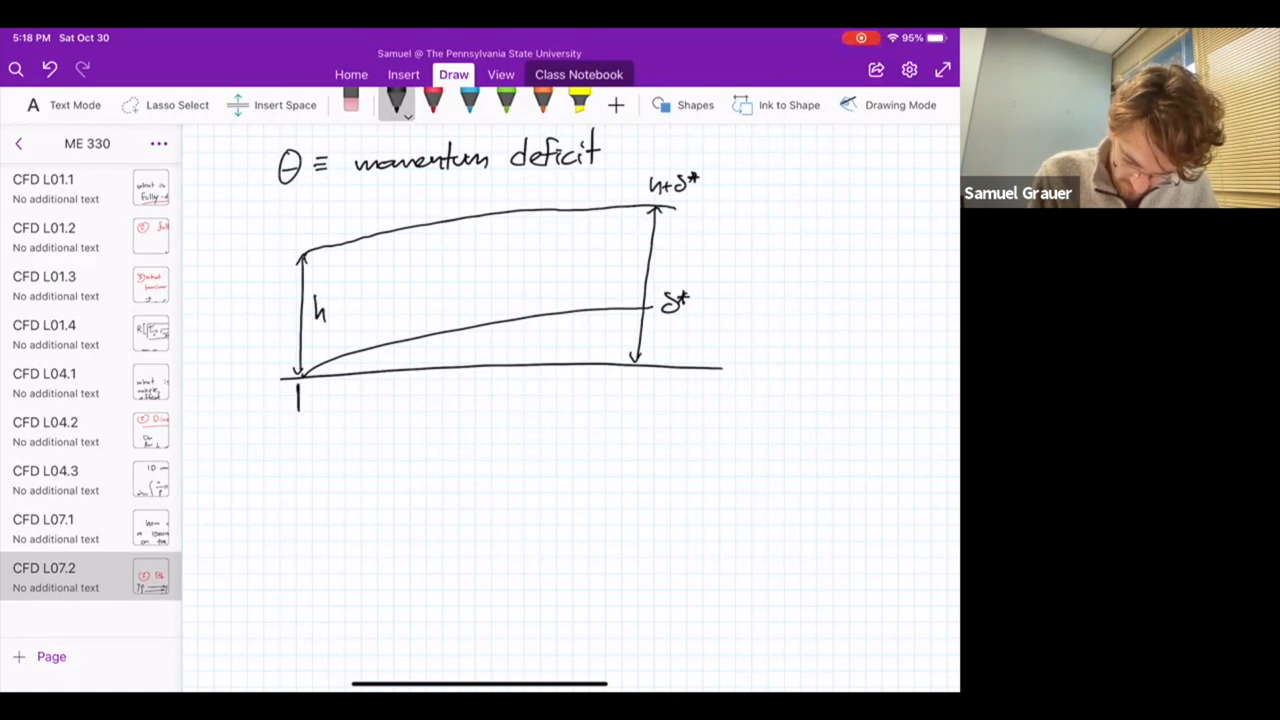 5:18 PM Sat Oct 30
95%
Samuel @ The Pennsylvania State University
Home Insert Draw View Class Notebook
A Text Mode Lasso Select Insert Space Shapes Ink to Shape Drawing Mode
ME 330
CFD L01.1
No additional text
CFD L01.2
No additional text
CFD L01.3
No additional text
CFD L01.4
No additional text
CFD L04.1
No additional text
CFD L04.2
No additional text
CFD L04.3
No additional text
CFD L07.1
No additional text
CFD L07.2
No additional text
+ Page
θ ≡ momentum deficit
h+δ*
h
δ*
1
Samuel Grauer